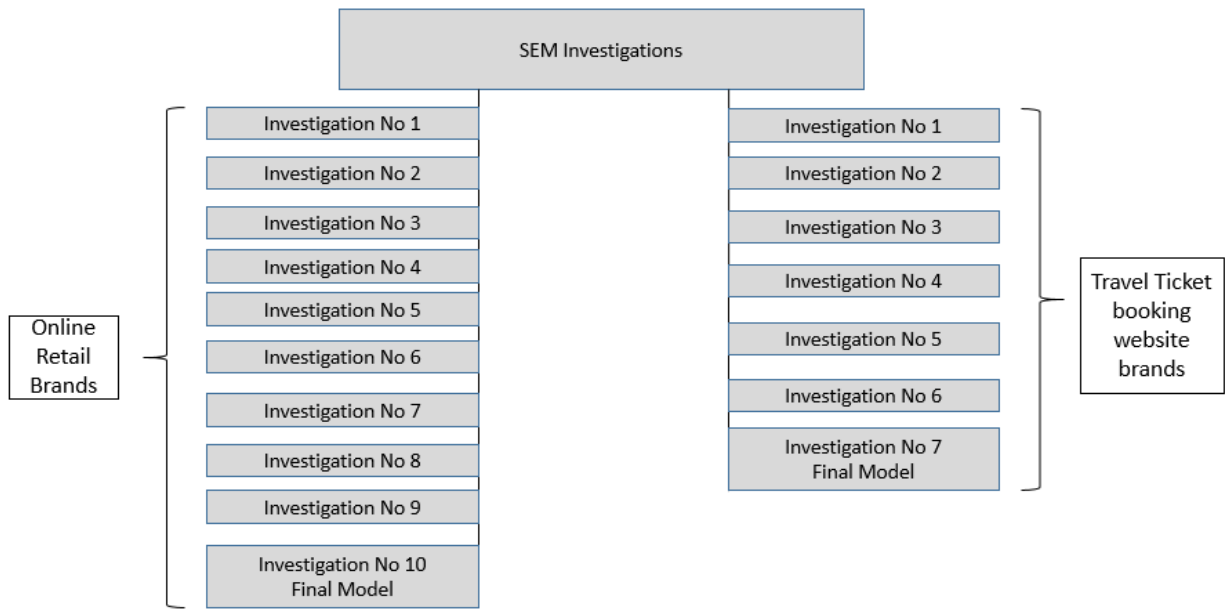 SEM Investigations
Online
Retail
Brands
Investigation No 1
Investigation No 2
Investigation No 3
Investigation No 4
Investigation No 5
Investigation No 6
Investigation No 7
Investigation No 8
Investigation No 9
Investigation No 10
Final Model
Investigation No 1
Investigation No 2
Investigation No 3
Investigation No 4
Investigation No 5
Investigation No 6
Investigation No 7
Final Model
Travel Ticket
booking
website
brands